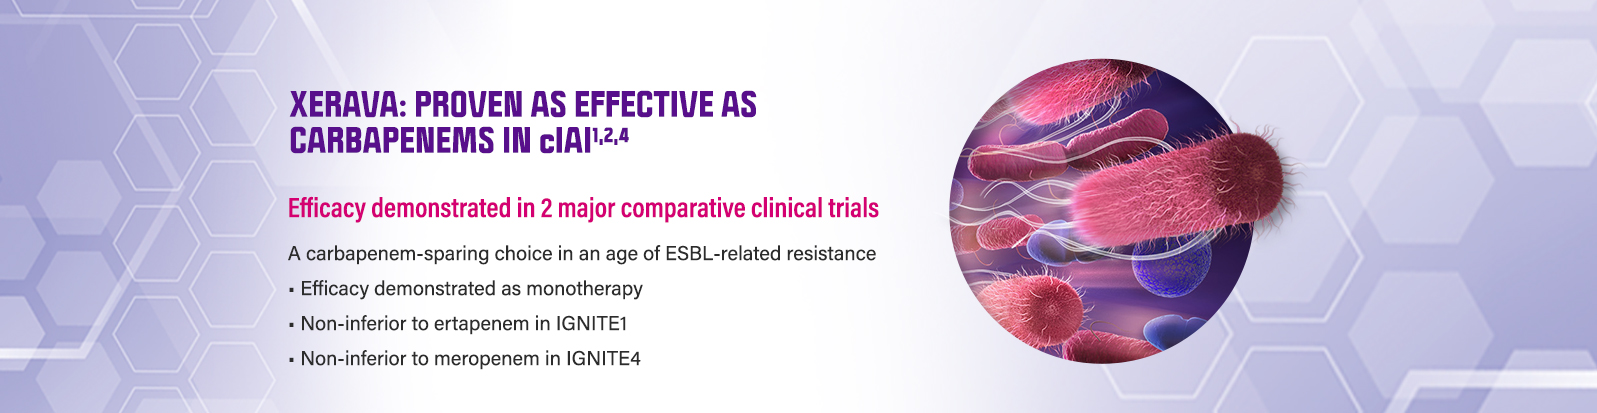 XERAVA: PROVEN AS EFFECTIVE AS
CARBAPENEMS IN cIAI¹,²,⁴
Efficacy demonstrated in 2 major comparative clinical trials
A carbapenem-sparing choice in an age of ESBL-related resistance
▪ Efficacy demonstrated as monotherapy
▪ Non-inferior to ertapenem in IGNITE1
▪ Non-inferior to meropenem in IGNITE4